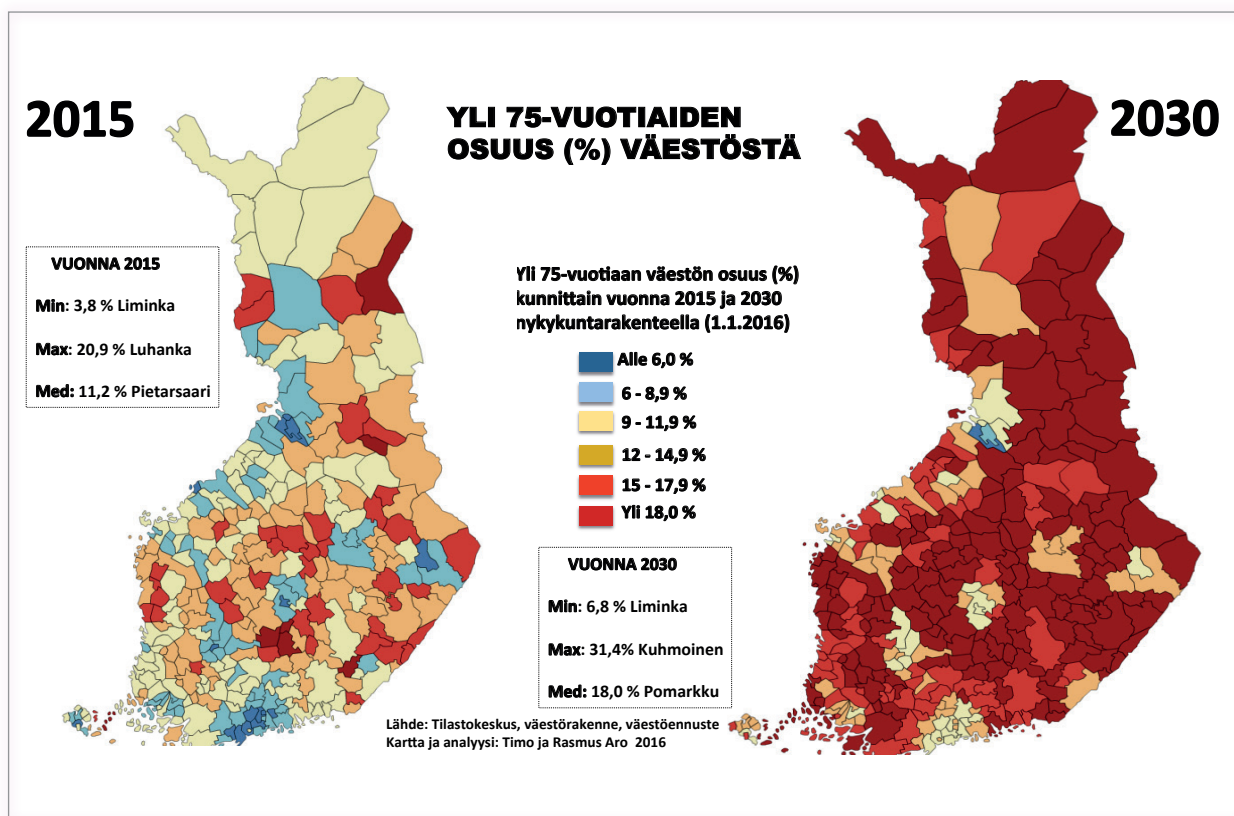 2015
YLI 75-VUOTIAIDEN
OSUUS (%) VÄESTÖSTÄ
2030
VUONNA 2015
Min: 3,8 % Liminka
Max: 20,9 % Luhanka
Med: 11,2 % Pietarsaari
Yli 75-vuotiaan väestön osuus (%)
kunnittain vuonna 2015 ja 2030
nykykuntarakenteella (1.1.2016)
Alle 6,0 %
6 - 8,9 %
9 - 11,9 %
12 - 14,9 %
15 - 17,9 %
Yli 18,0 %
VUONNA 2030
Min: 6,8 % Liminka
Max: 31,4% Kuhmoinen
Med: 18,0 % Pomarkku
Lähde: Tilastokeskus, väestörakenne, väestöennuste
Kartta ja analyysi: Timo ja Rasmus Aro 2016